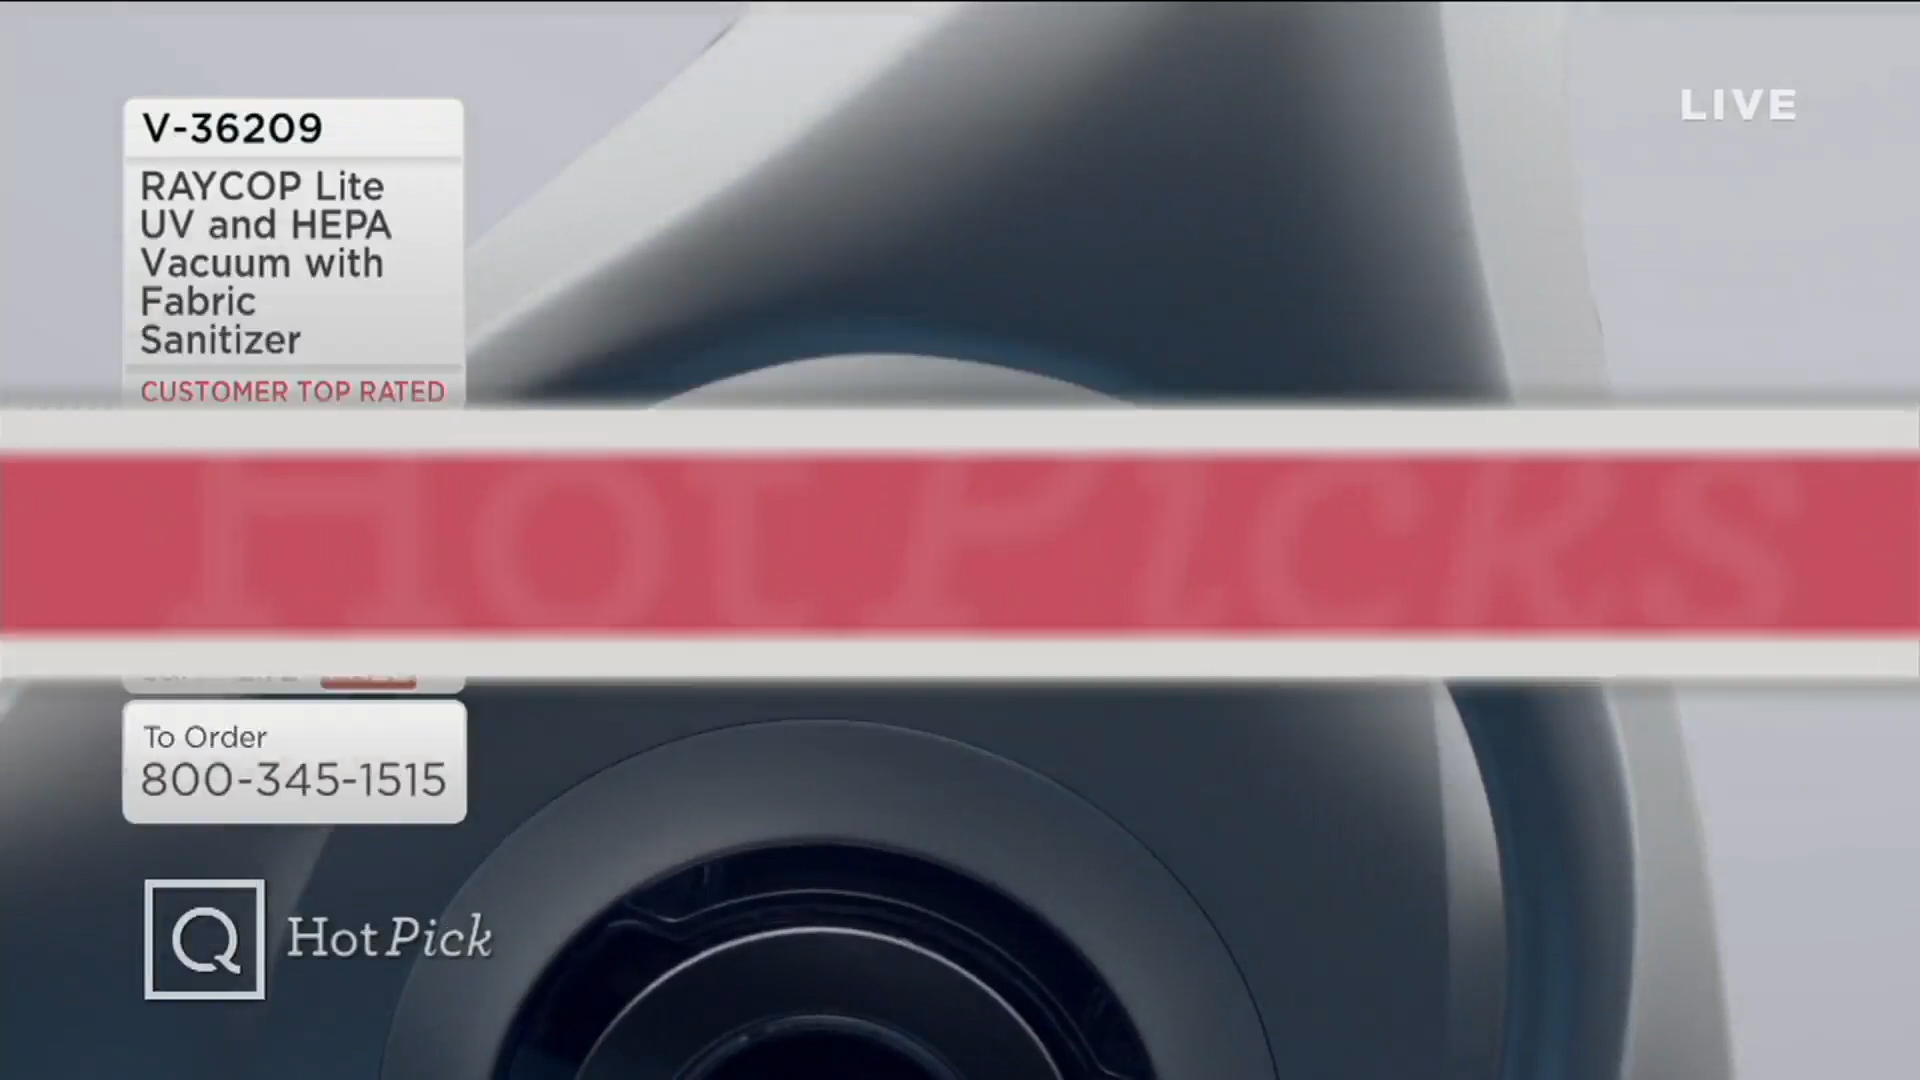 V-36209
LIVE
RAYCOP Lite
UV and HEPA
Vacuum with
Fabric
Sanitizer
CUSTOMER TOP RATED
Hot Picks
To Order
800-345-1515
Q Hot Pick